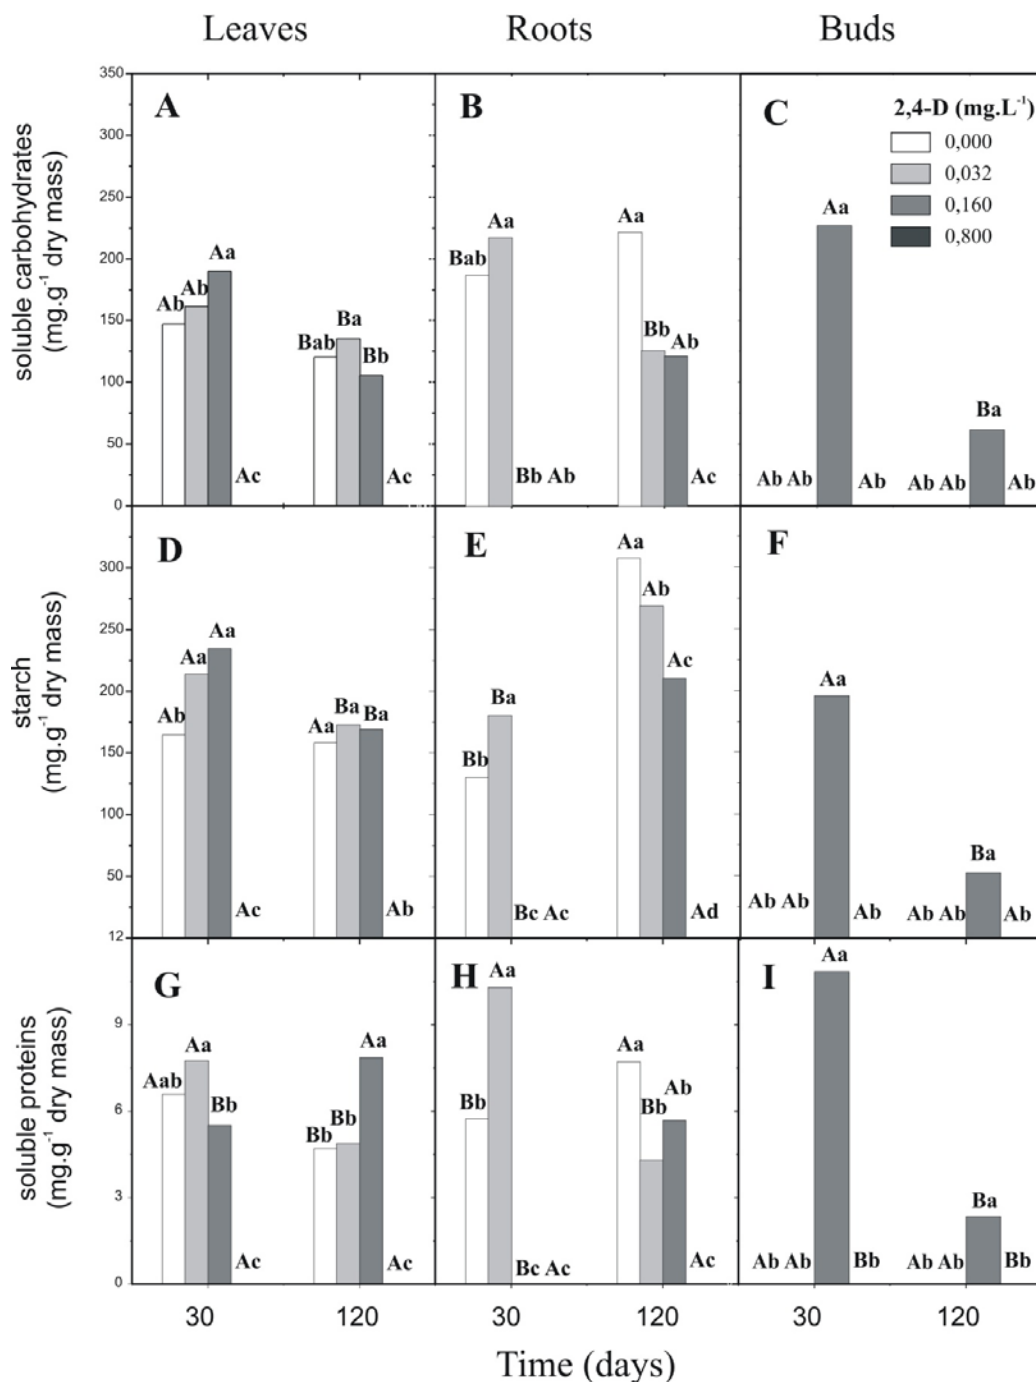 Leaves Roots Buds
350
300
250
200
150
100
50
0
soluble carbohydrates
(mg.g⁻¹ dry mass)
A
Ab Ab Aa
Bab Ba Bb
Ac Ac
B
Bab Aa
Aa Bb Ab
Bb Ab Ac
C
2,4-D (mg.L⁻¹)
0,000
0,032
0,160
0,800
Aa
Ba
Ab Ab Ab Ab Ab Ab
300
250
200
150
100
50
12
starch
(mg.g⁻¹ dry mass)
D
Ab Aa Aa
Aa Ba Ba
Ac Ab
E
Bb Ba
Aa Ab Ac
Bc Ac Ad
F
Aa
Ba
Ab Ab Ab Ab Ab Ab
9
6
3
0
soluble proteins
(mg.g⁻¹ dry mass)
G
Aab Aa Bb
Bb Bb Aa
Ac Ac
H
Bb Aa
Aa Bb Ab
Bc Ac Ac
I
Aa
Ba
Ab Ab Bb Ab Ab Bb
30 120 30 120 30 120
Time (days)